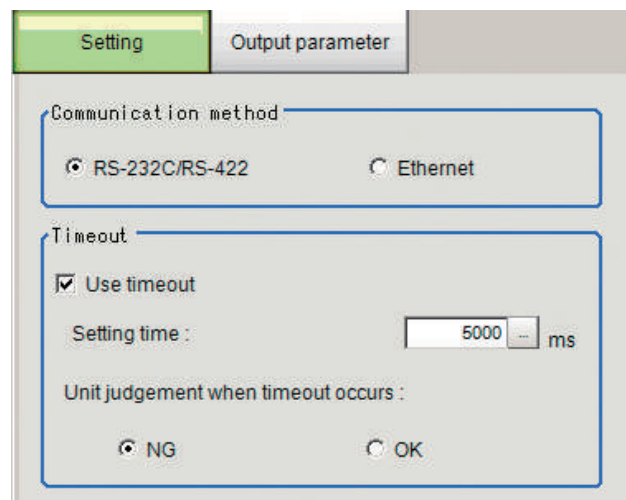 Setting Output parameter
Communication method
RS-232C/RS-422 Ethernet
Timeout
Use timeout
Setting time : 5000 ... ms
Unit judgement when timeout occurs :
NG OK